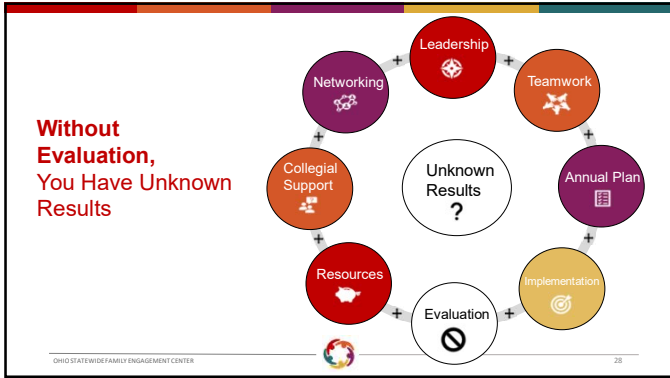 Without
Evaluation,
You Have Unknown
Results
Leadership
+
Teamwork
+
Annual Plan
+
Implementation
+
Evaluation
+
Resources
+
Collegial
Support
+
Networking
+
Unknown
Results
?
OHIO STATEWIDE FAMILY ENGAGEMENT CENTER
28